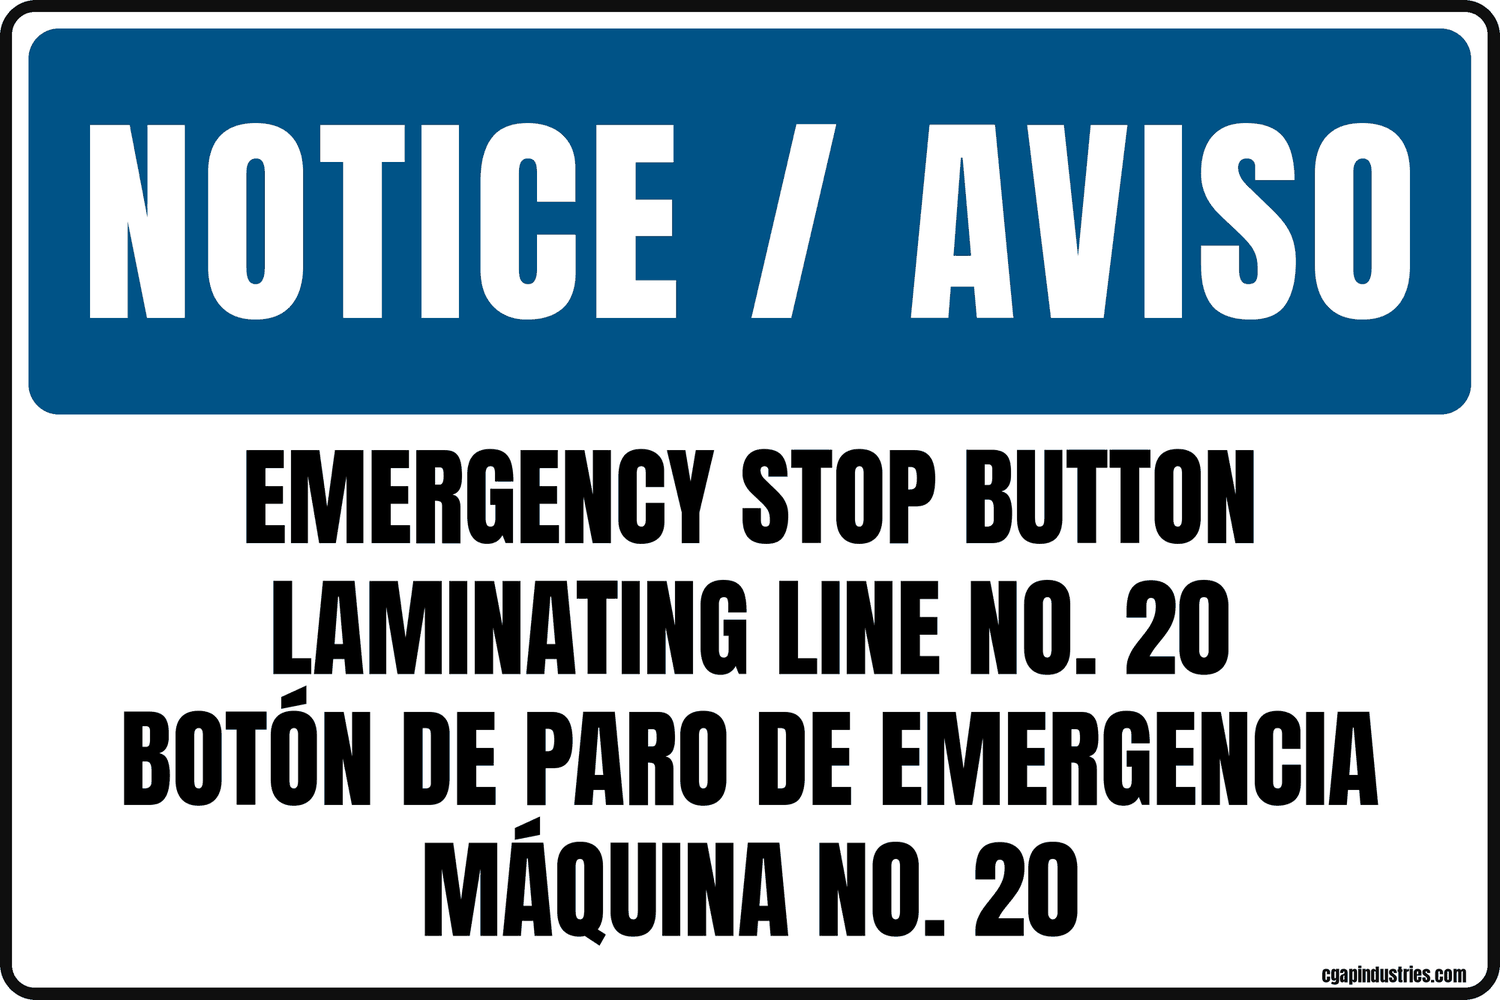 NOTICE / AVISO
EMERGENCY STOP BUTTON
LAMINATING LINE NO. 20
BOTÓN DE PARO DE EMERGENCIA
MÁQUINA NO. 20
cgapindustries.com